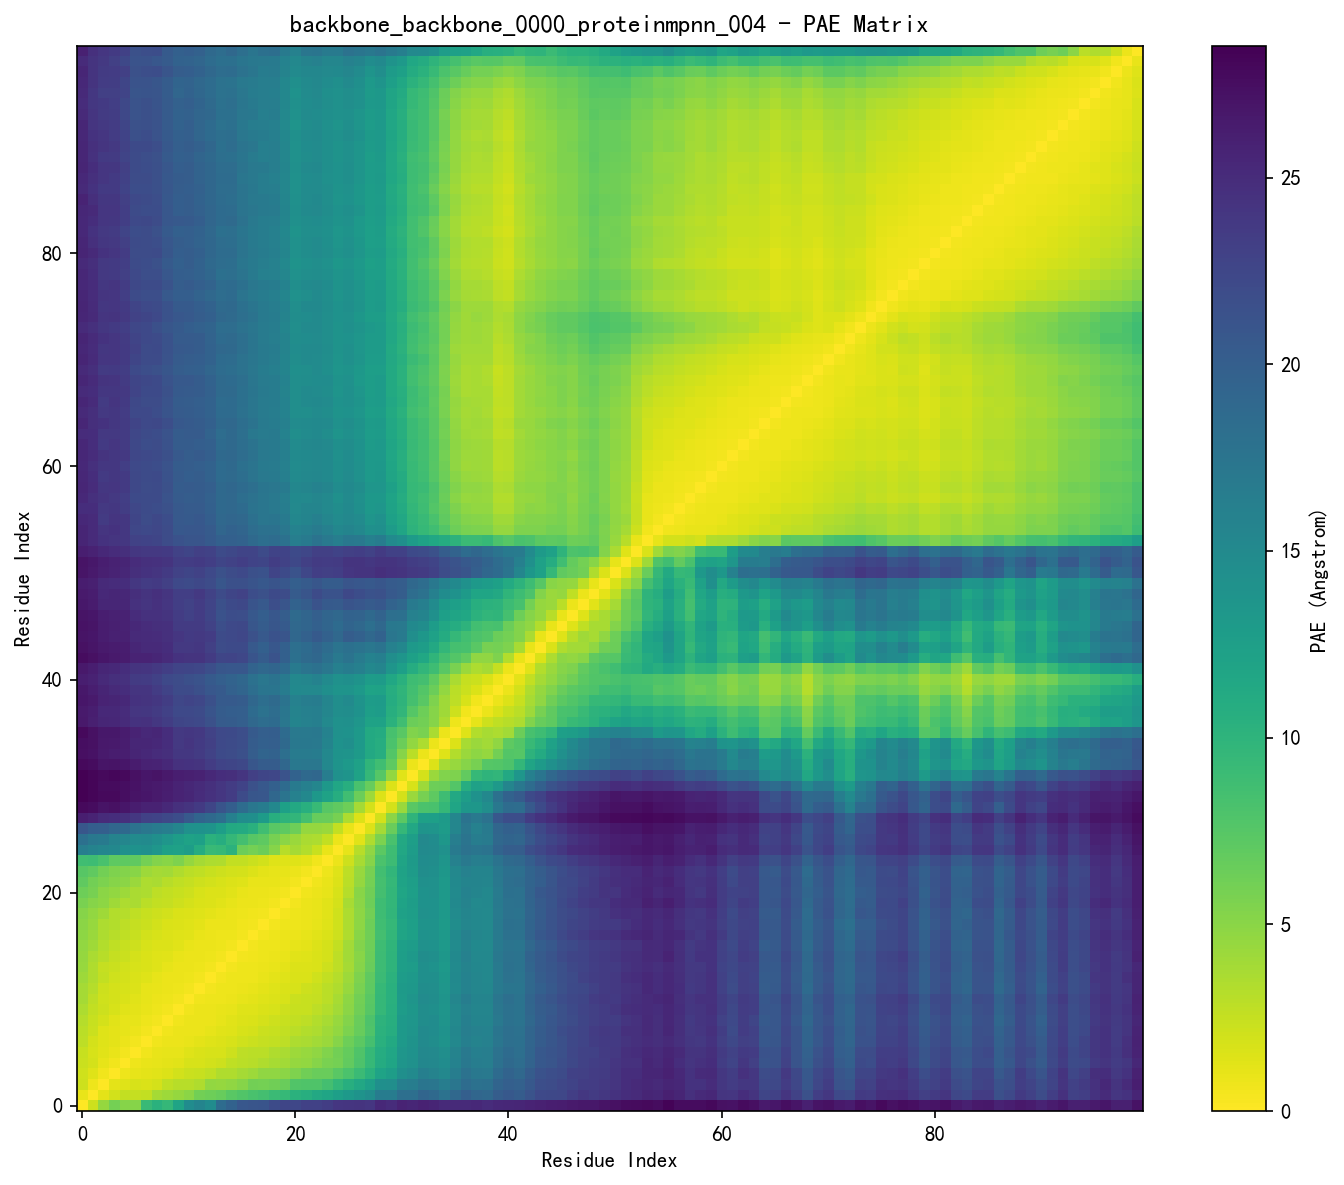 backbone_backbone_0000_proteinmpnn_004 - PAE Matrix
Residue Index
80
60
40
20
0
0 20 40 60 80
Residue Index
25
20
15
10
5
0
PAE (Angstrom)